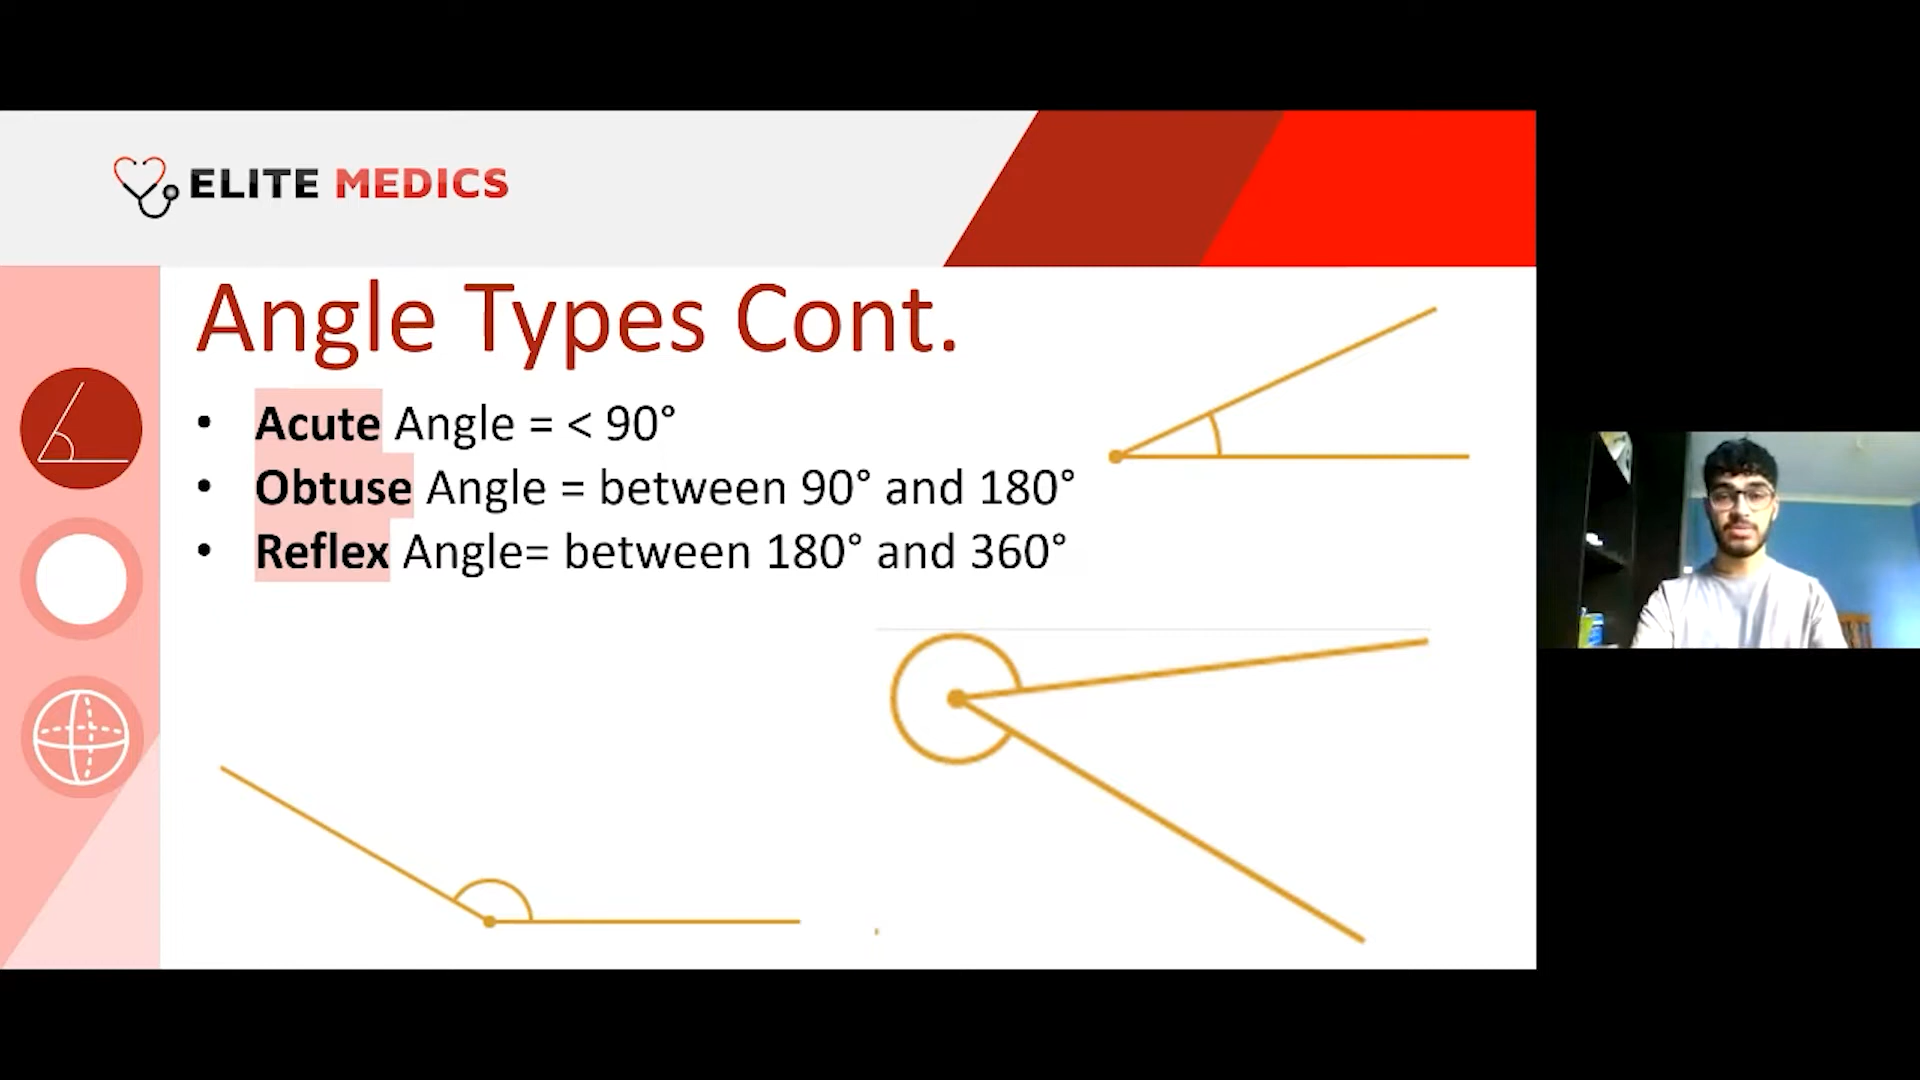 ELITE MEDICS
Angle Types Cont.
• Acute Angle = < 90°
• Obtuse Angle = between 90° and 180°
• Reflex Angle= between 180° and 360°